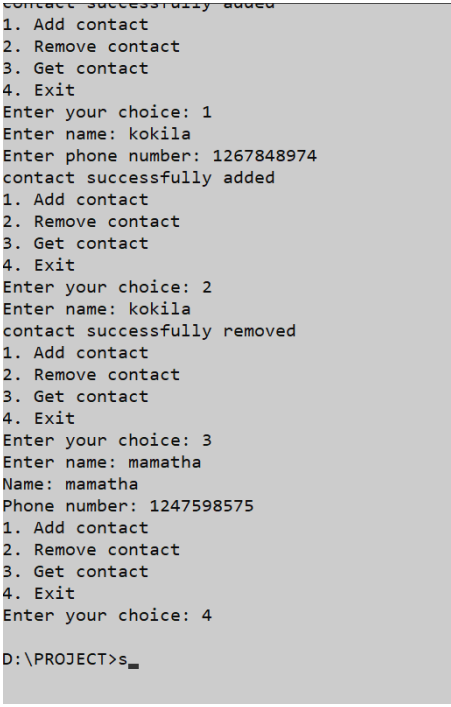 contact successfully added
1. Add contact
2. Remove contact
3. Get contact
4. Exit
Enter your choice: 1
Enter name: kokila
Enter phone number: 1267848974
contact successfully added
1. Add contact
2. Remove contact
3. Get contact
4. Exit
Enter your choice: 2
Enter name: kokila
contact successfully removed
1. Add contact
2. Remove contact
3. Get contact
4. Exit
Enter your choice: 3
Enter name: mamatha
Name: mamatha
Phone number: 1247598575
1. Add contact
2. Remove contact
3. Get contact
4. Exit
Enter your choice: 4
D:\PROJECT>s_